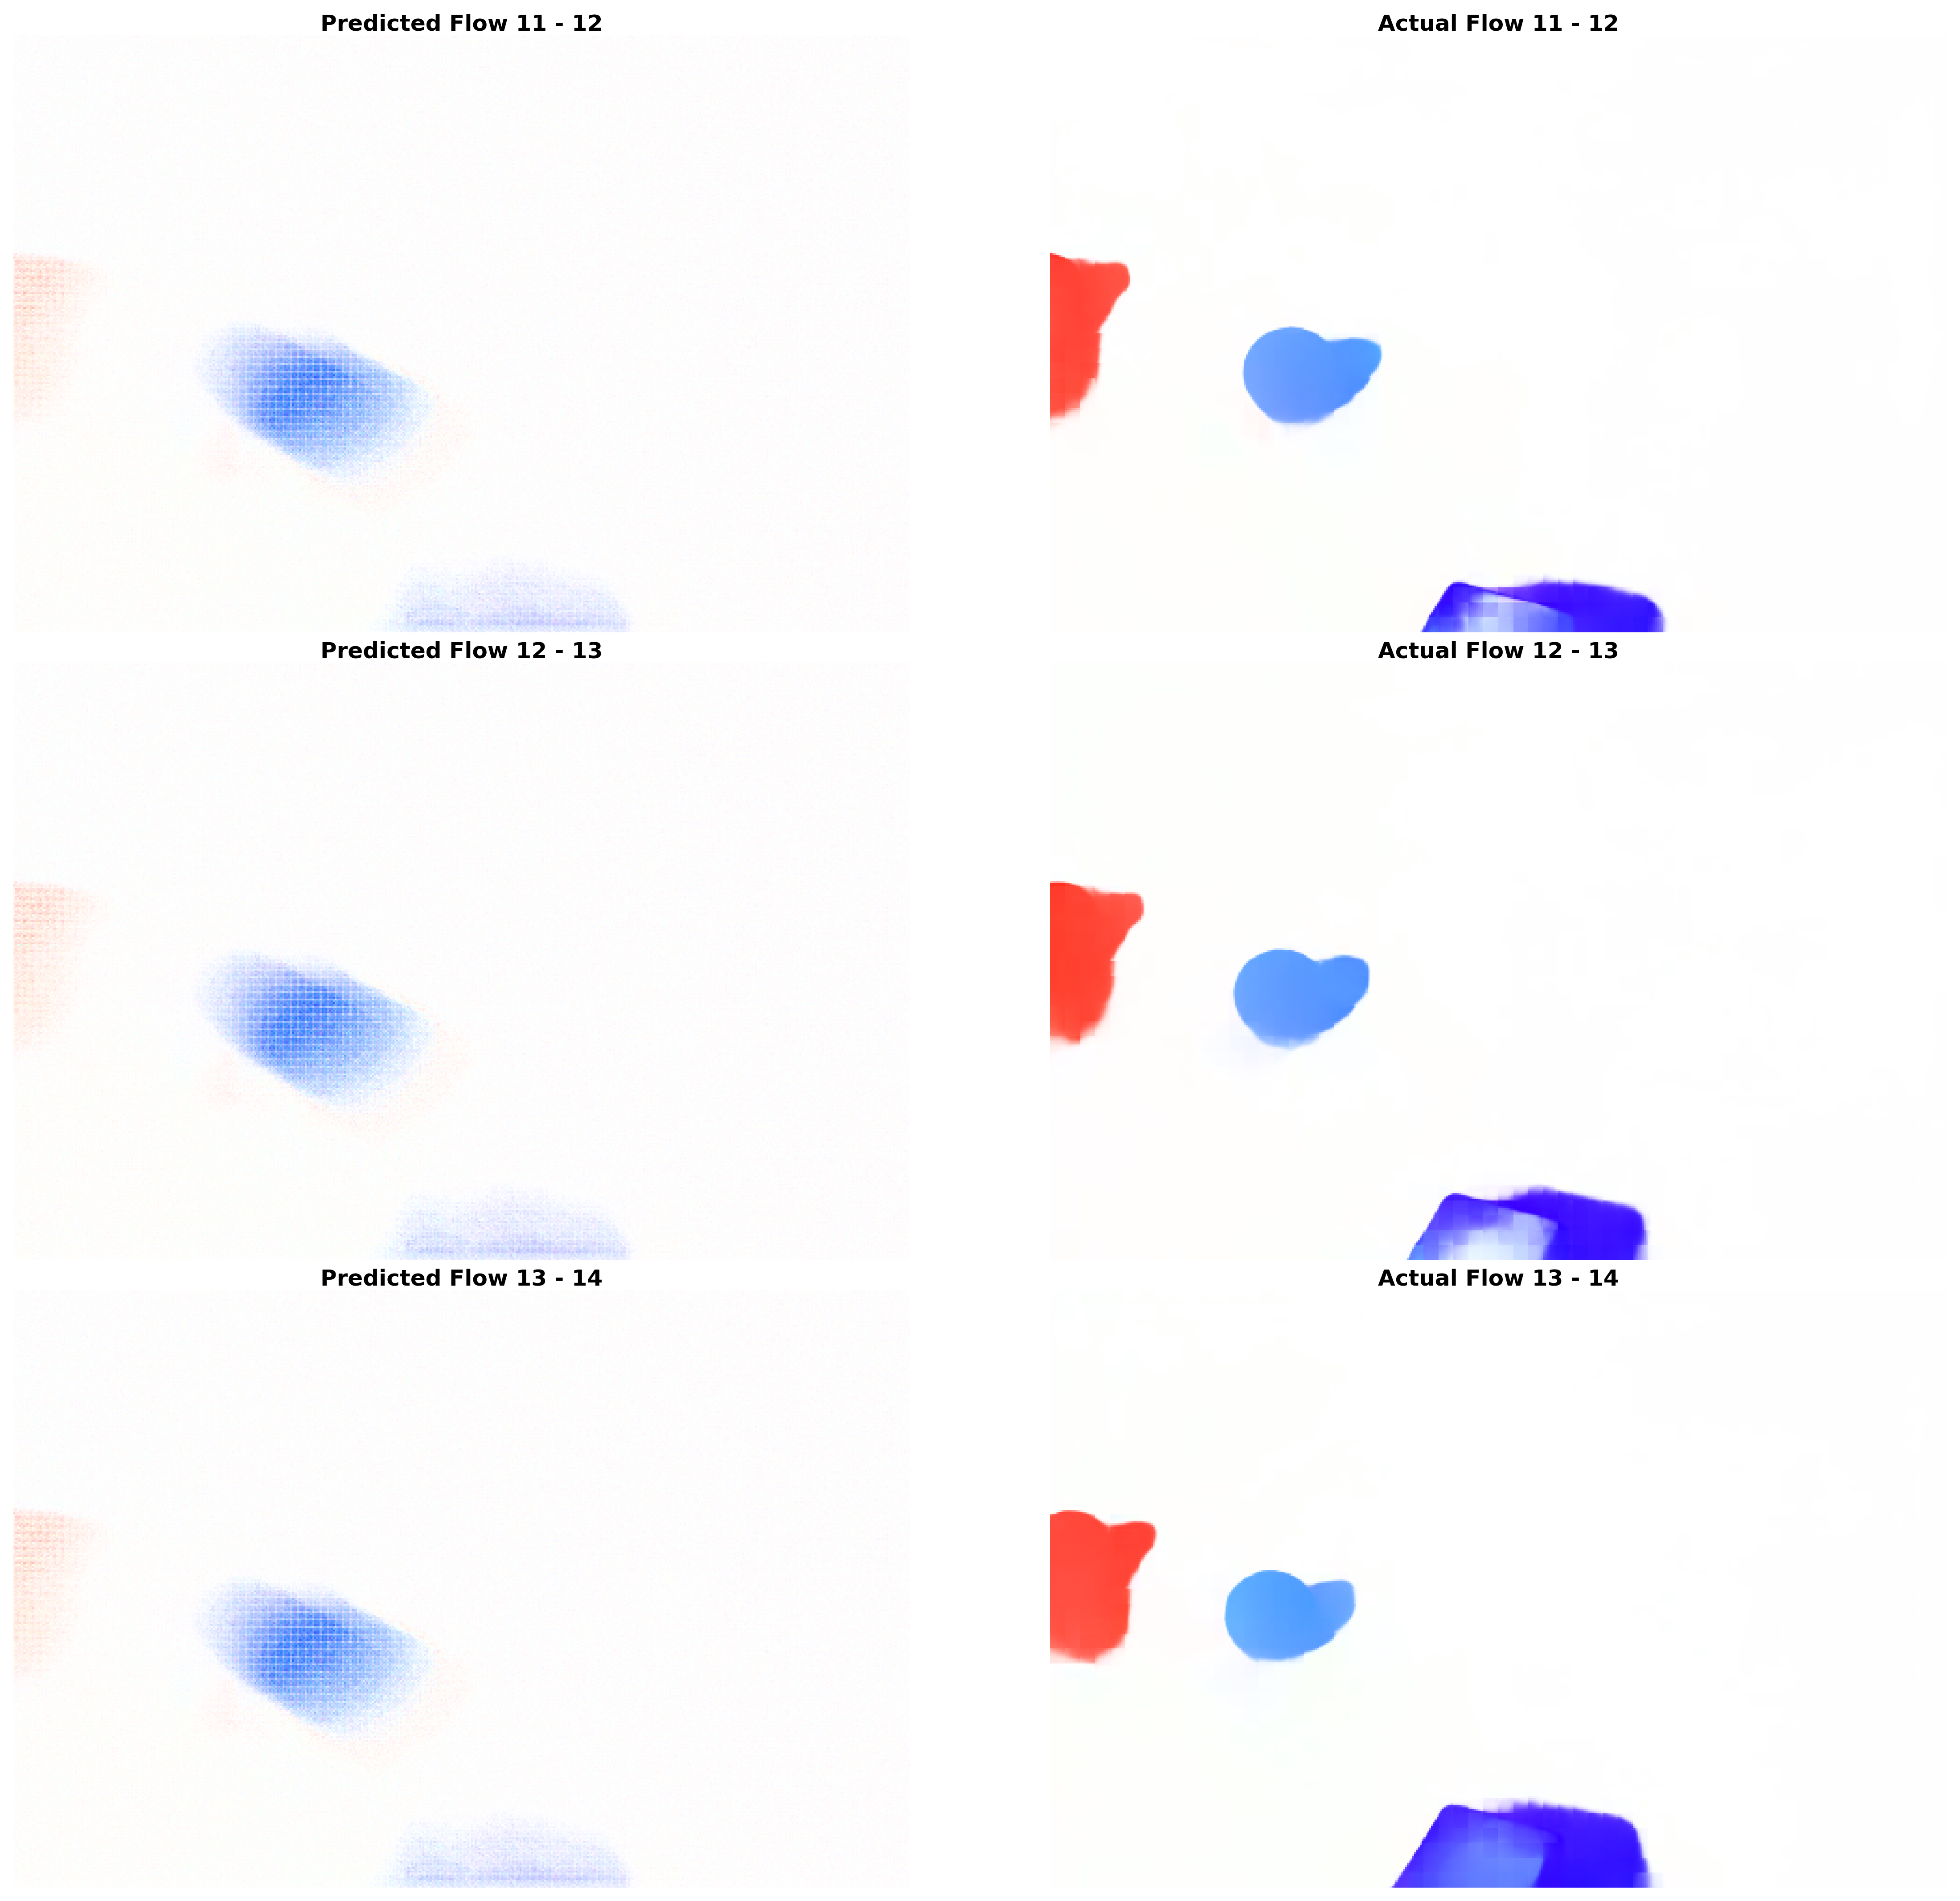 Predicted Flow 11 - 12
Actual Flow 11 - 12
Predicted Flow 12 - 13
Actual Flow 12 - 13
Predicted Flow 13 - 14
Actual Flow 13 - 14